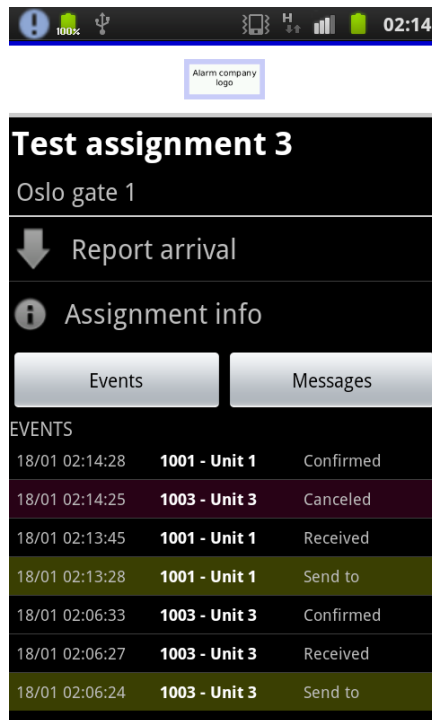 100%
H
02:14
Alarm company
logo
Test assignment 3
Oslo gate 1
Report arrival
Assignment info
Events Messages
EVENTS
18/01 02:14:28 1001 - Unit 1 Confirmed
18/01 02:14:25 1003 - Unit 3 Canceled
18/01 02:13:45 1001 - Unit 1 Received
18/01 02:13:28 1001 - Unit 1 Send to
18/01 02:06:33 1003 - Unit 3 Confirmed
18/01 02:06:27 1003 - Unit 3 Received
18/01 02:06:24 1003 - Unit 3 Send to